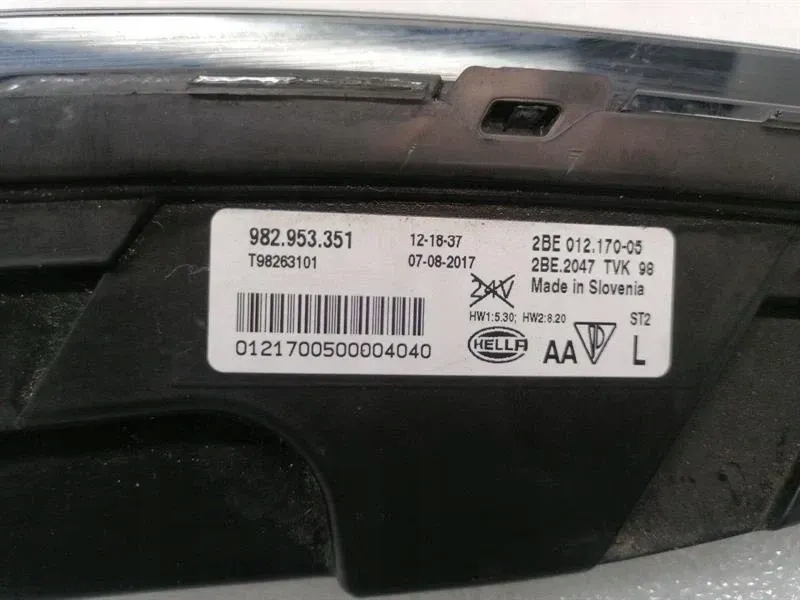 982.953.351
T98263101
12-18-37
07-08-2017
2BE 012.170-05
2BE.2047 TVK 98
Made in Slovenia
24V
HW1:5.30; HW2:8.20
ST2
0121700500004040
HELLA
AA
L